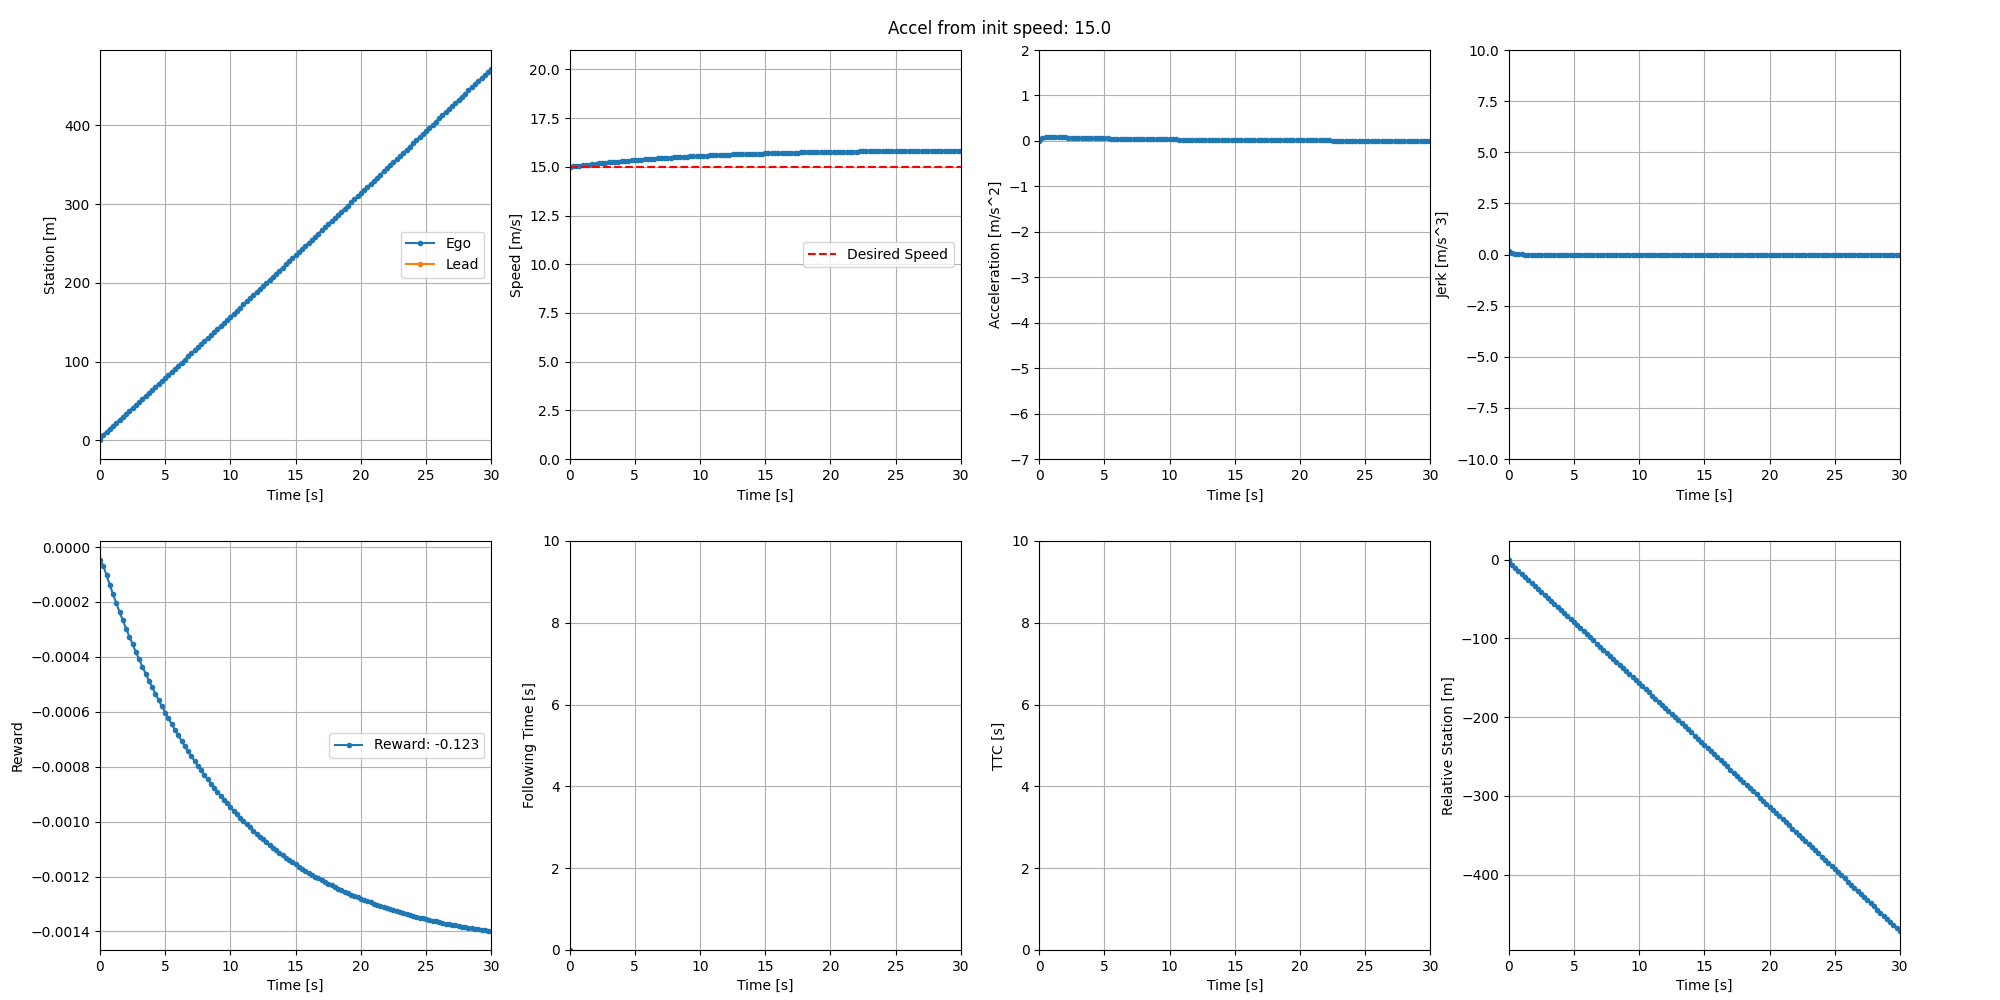 Accel from init speed: 15.0
Station [m]
400
300
200
100
0
Ego
Lead
0 5 10 15 20 25 30
Time [s]
Speed [m/s]
20.0
17.5
15.0
12.5
10.0
7.5
5.0
2.5
0.0
Desired Speed
0 5 10 15 20 25 30
Time [s]
Acceleration [m/s^2]
2
1
0
−1
−2
−3
−4
−5
−6
−7
0 5 10 15 20 25 30
Time [s]
Jerk [m/s^3]
10.0
7.5
5.0
2.5
0.0
−2.5
−5.0
−7.5
−10.0
0 5 10 15 20 25 30
Time [s]
Reward
0.0000
−0.0002
−0.0004
−0.0006
−0.0008
−0.0010
−0.0012
−0.0014
Reward: -0.123
0 5 10 15 20 25 30
Time [s]
Following Time [s]
10
8
6
4
2
0
0 5 10 15 20 25 30
Time [s]
TTC [s]
10
8
6
4
2
0
0 5 10 15 20 25 30
Time [s]
Relative Station [m]
0
−100
−200
−300
−400
0 5 10 15 20 25 30
Time [s]